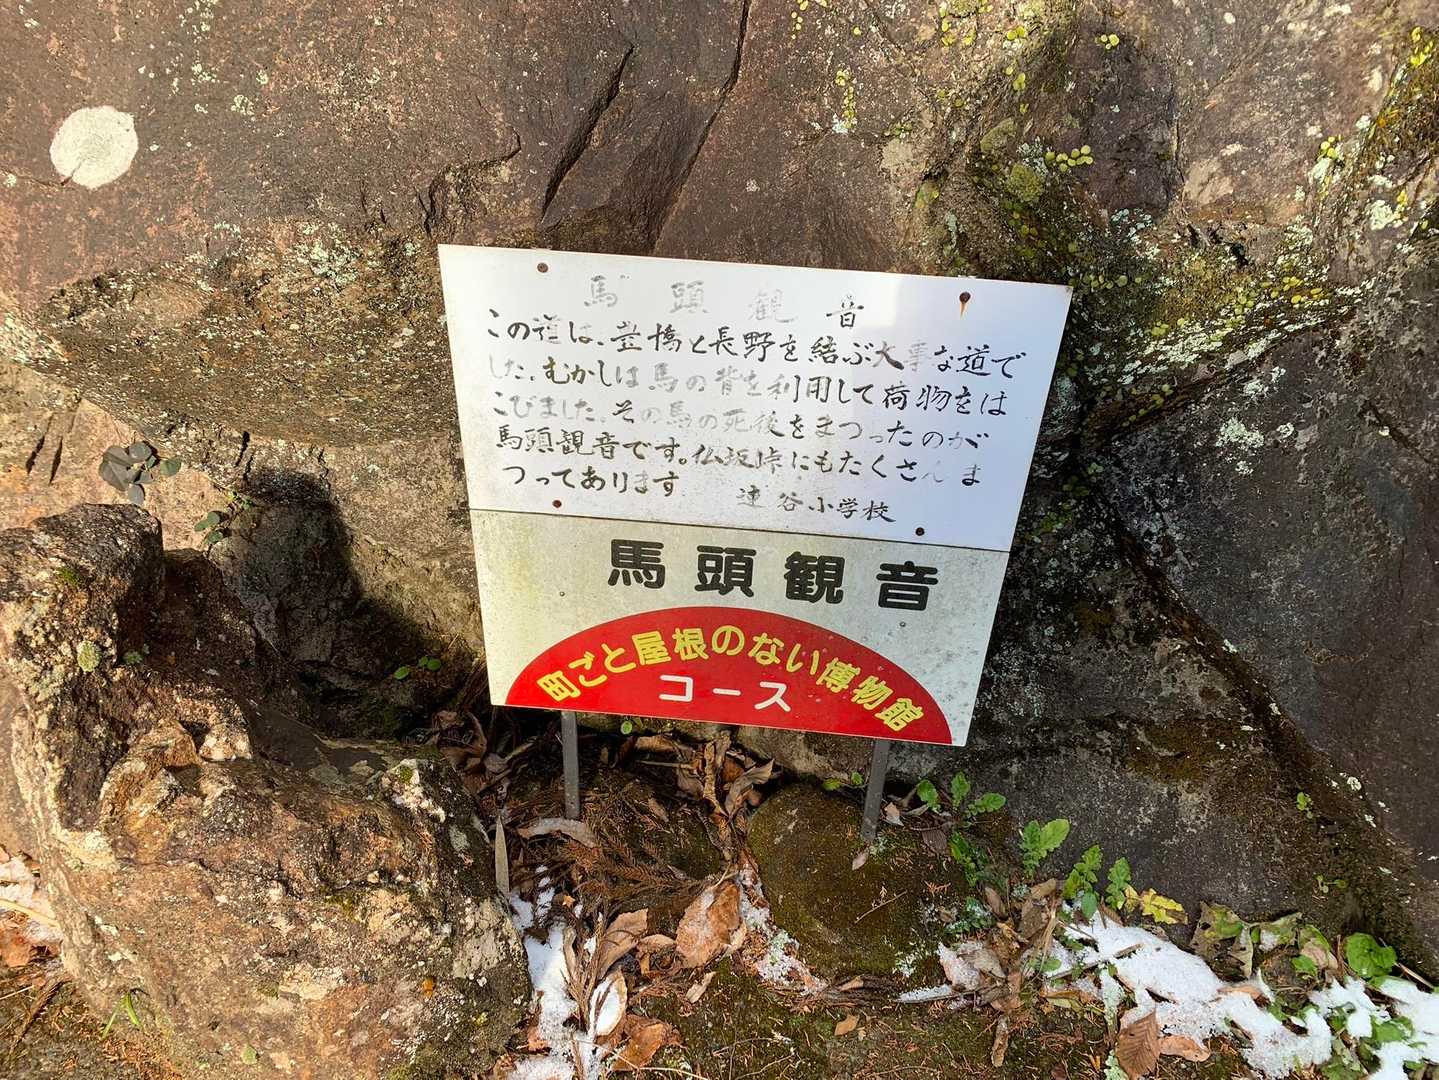 馬頭観音
この道は、豊橋と長野を結ぶ大事な道で
した。むかしは馬の背を利用して荷物をは
こびました。その馬の死後をまつったのが
馬頭観音です。仏坂峠にもたくさんま
つってあります 連谷小学校
馬頭観音
町ごと屋根のない博物館
コース